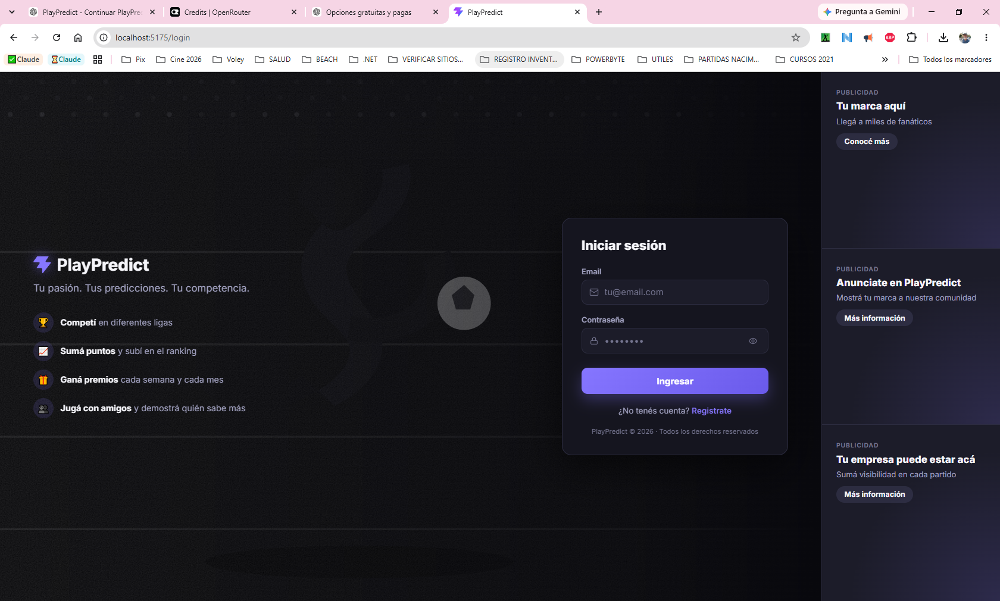 PlayPredict - Continuar PlayPrec
Credits | OpenRouter
Opciones gratuitas y pagas
PlayPredict
Pregunta a Gemini
localhost:5175/login
ABP
Claude
Claude
Pix
Cine 2026
Voley
SALUD
BEACH
.NET
VERIFICAR SITIOS...
REGISTRO INVENT...
POWERBYTE
UTILES
PARTIDAS NACIM...
CURSOS 2021
Todos los marcadores
PlayPredict
Tu pasión. Tus predicciones. Tu competencia.
Competí en diferentes ligas
Sumá puntos y subí en el ranking
Ganá premios cada semana y cada mes
Jugá con amigos y demostrá quién sabe más
Iniciar sesión
Email
tu@email.com
Contraseña
Ingresar
¿No tenés cuenta? Registrate
PlayPredict © 2026 · Todos los derechos reservados
PUBLICIDAD
Tu marca aquí
Llegá a miles de fanáticos
Conocé más
PUBLICIDAD
Anunciate en PlayPredict
Mostrá tu marca a nuestra comunidad
Más información
PUBLICIDAD
Tu empresa puede estar acá
Sumá visibilidad en cada partido
Más información